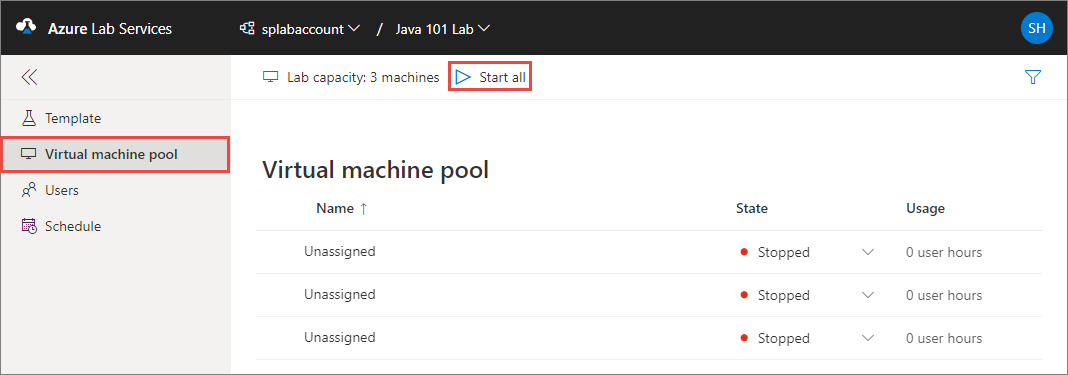 Azure Lab Services splabaccount / Java 101 Lab SH
Lab capacity: 3 machines Start all
Template
Virtual machine pool
Users
Schedule
Virtual machine pool
Name ↑ State Usage
Unassigned Stopped 0 user hours
Unassigned Stopped 0 user hours
Unassigned Stopped 0 user hours